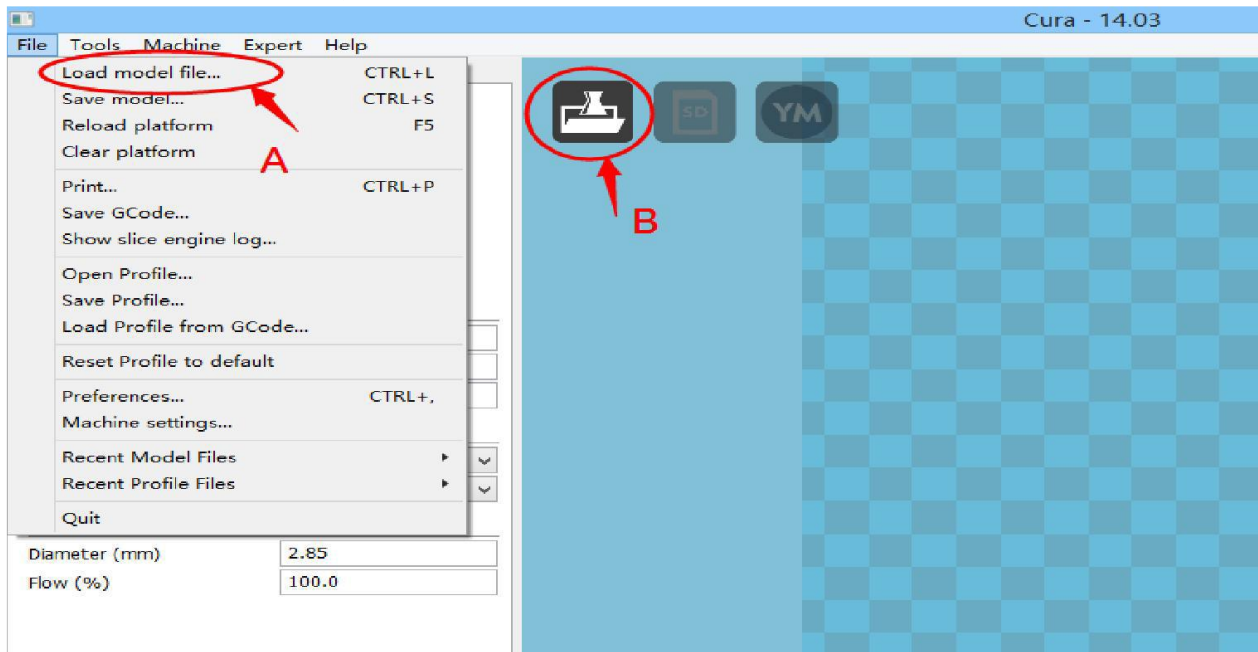 Cura - 14.03
File Tools Machine Expert Help
Load model file... CTRL+L
Save model... CTRL+S
Reload platform F5
Clear platform
A
Print... CTRL+P
Save GCode...
Show slice engine log...
Open Profile...
Save Profile...
Load Profile from GCode...
Reset Profile to default
Preferences... CTRL+,
Machine settings...
Recent Model Files
Recent Profile Files
Quit
Diameter (mm) 2.85
Flow (%) 100.0
SD
YM
B